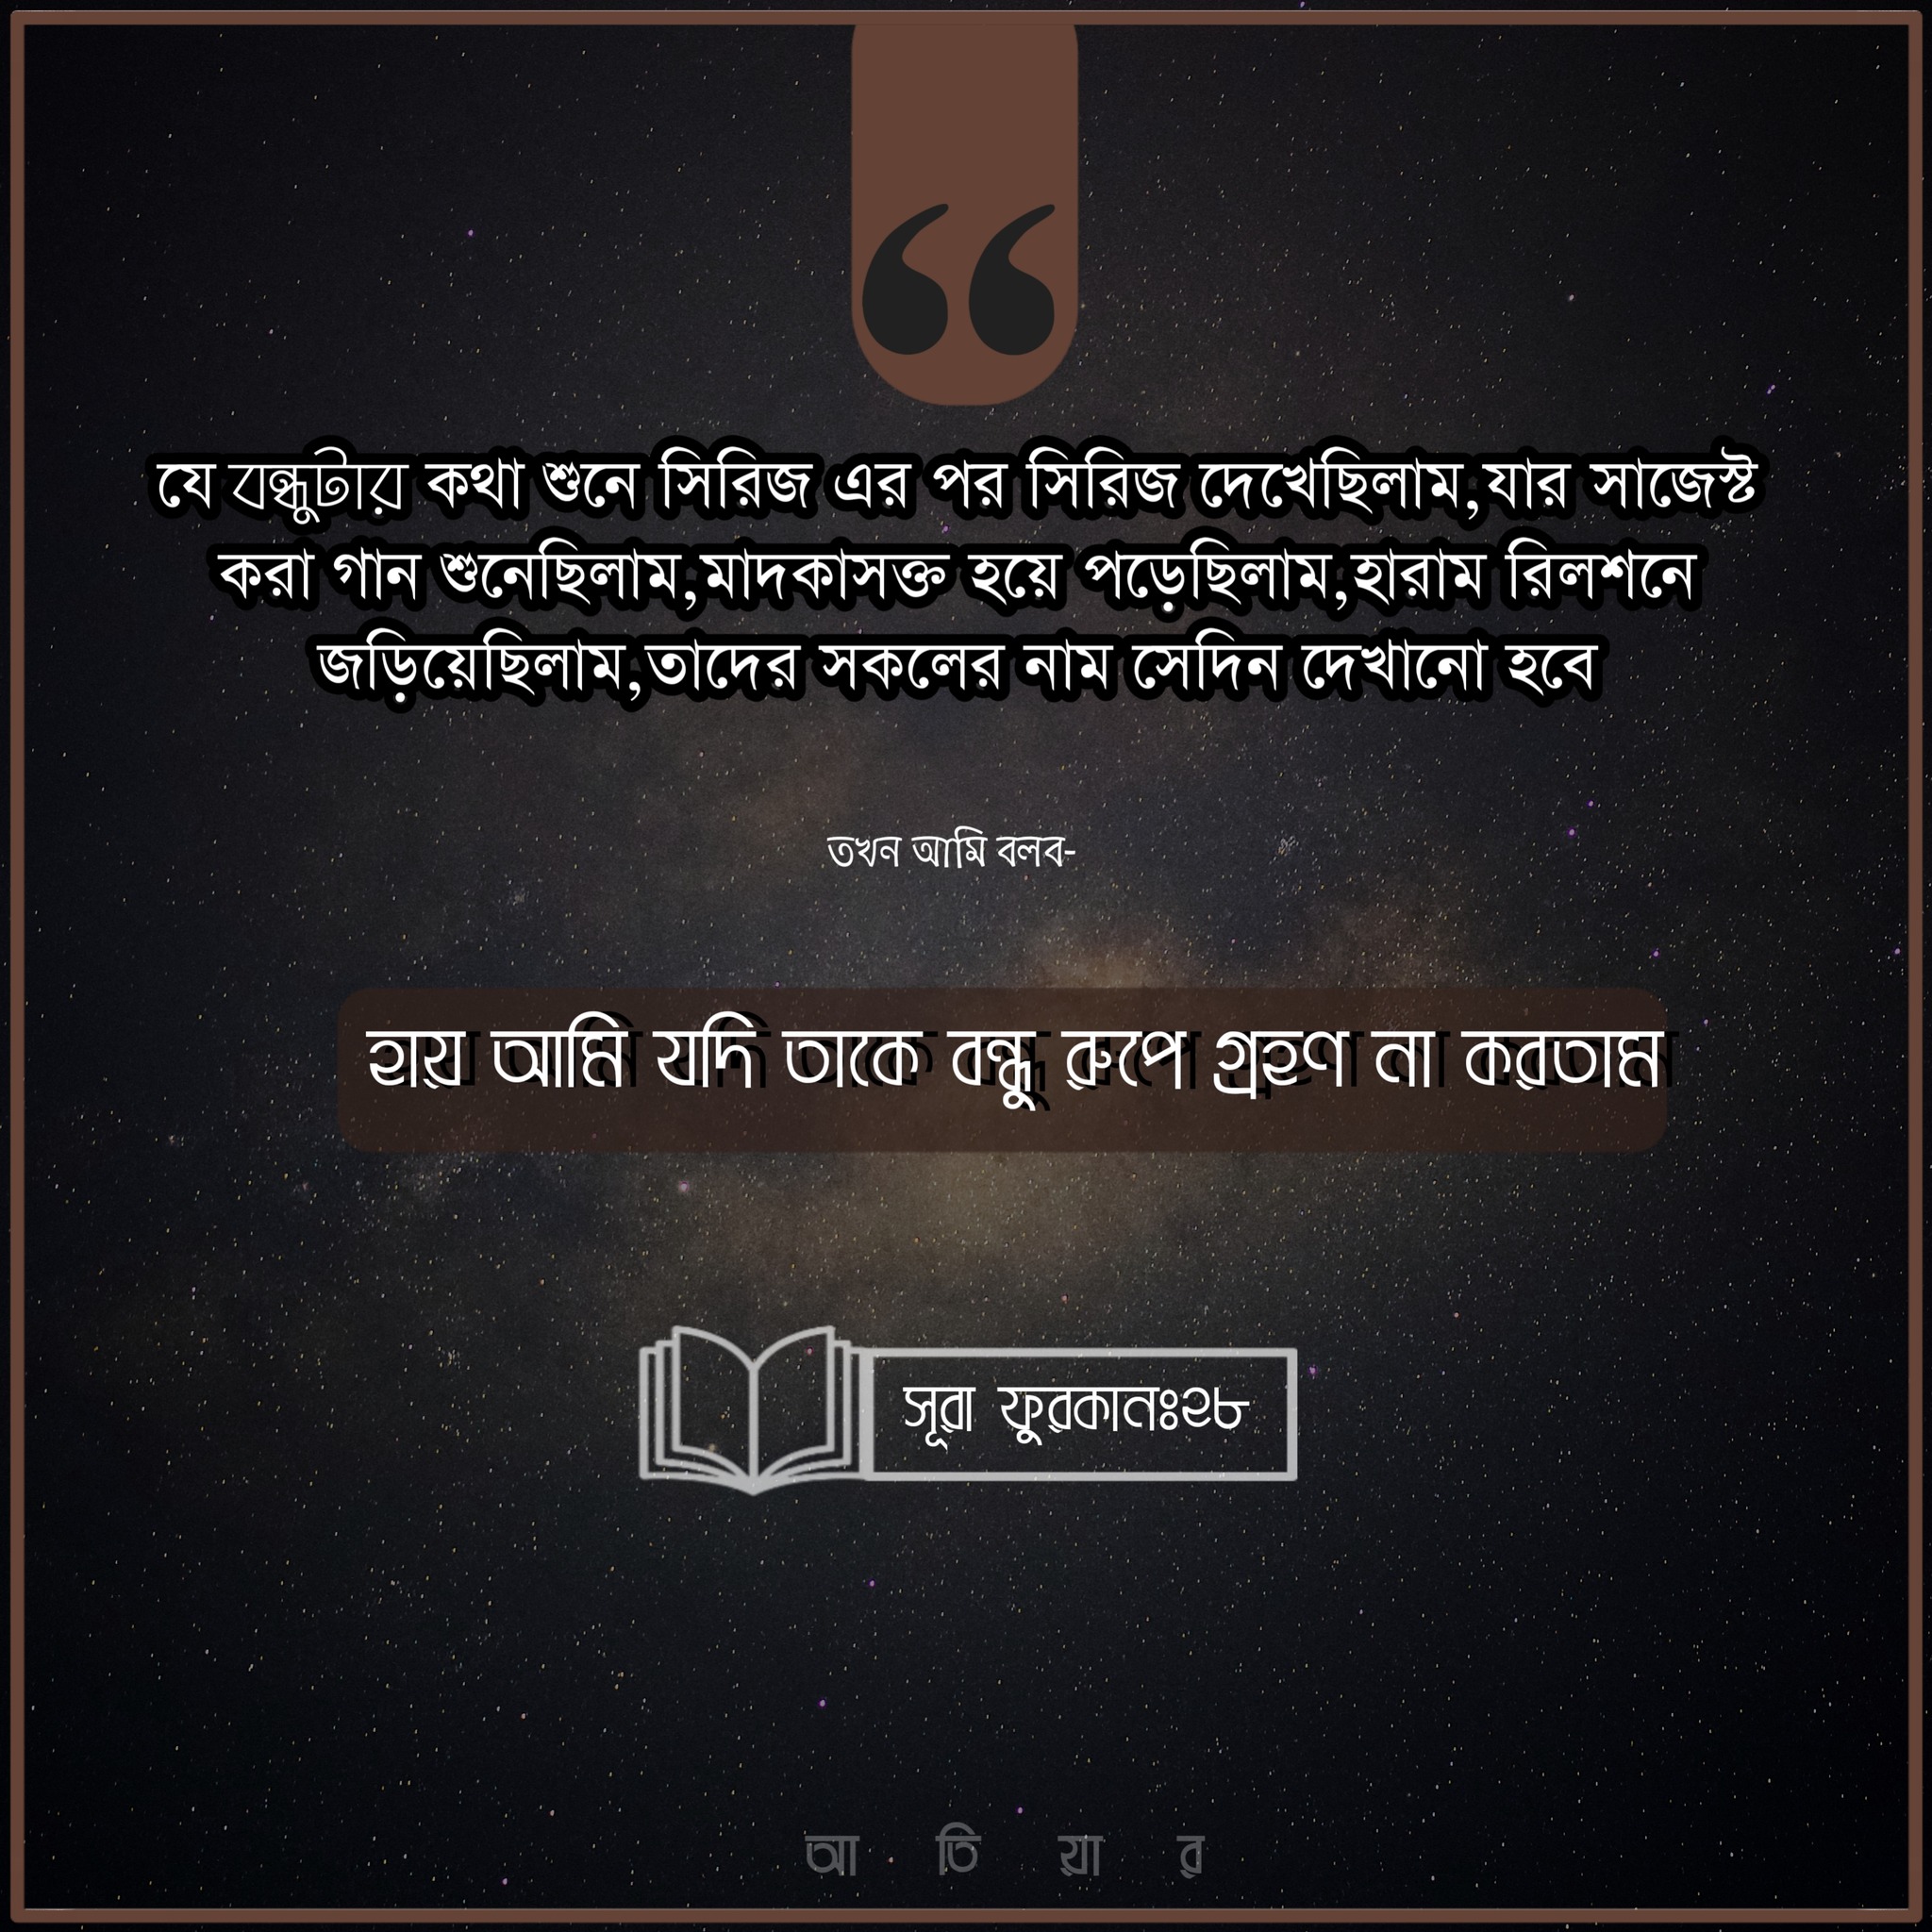 “
যে বন্ধুটার কথা শুনে সিরিজ এর পর সিরিজ দেখেছিলাম,যার সাজেস্ট
করা গান শুনেছিলাম,মাদকাসক্ত হয়ে পড়েছিলাম,হারাম রিলশনে
জড়িয়েছিলাম,তাদের সকলের নাম সেদিন দেখানো হবে
তখন আমি বলব-
হায় আমি যদি তাকে বন্ধু রুপে গ্রহণ না করতাম
সূরা ফুরকানঃ২৮
আ তি য়া র